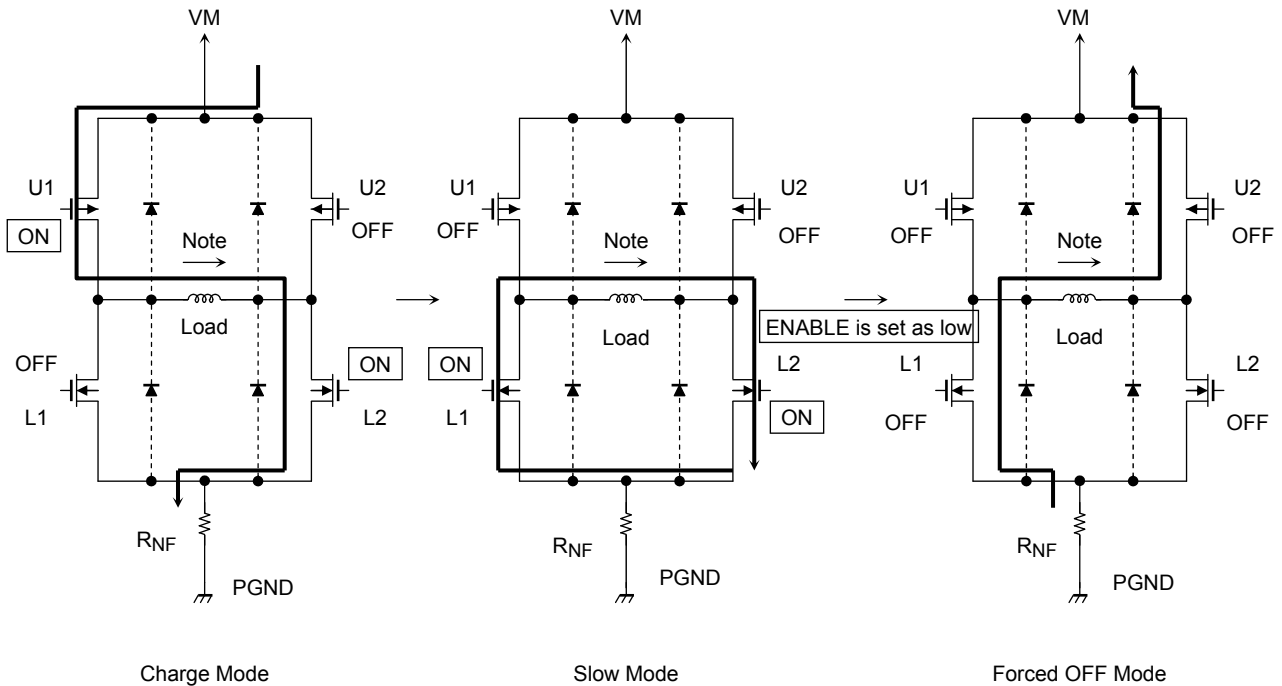 VM
U1
ON
U2
OFF
Note
Load
OFF
L1
ON
L2
RNF
PGND
Charge Mode
VM
U1
OFF
U2
OFF
Note
Load
ON
L1
L2
ON
RNF
PGND
Slow Mode
ENABLE is set as low
VM
U1
OFF
U2
OFF
Note
Load
L1
OFF
L2
OFF
RNF
PGND
Forced OFF Mode